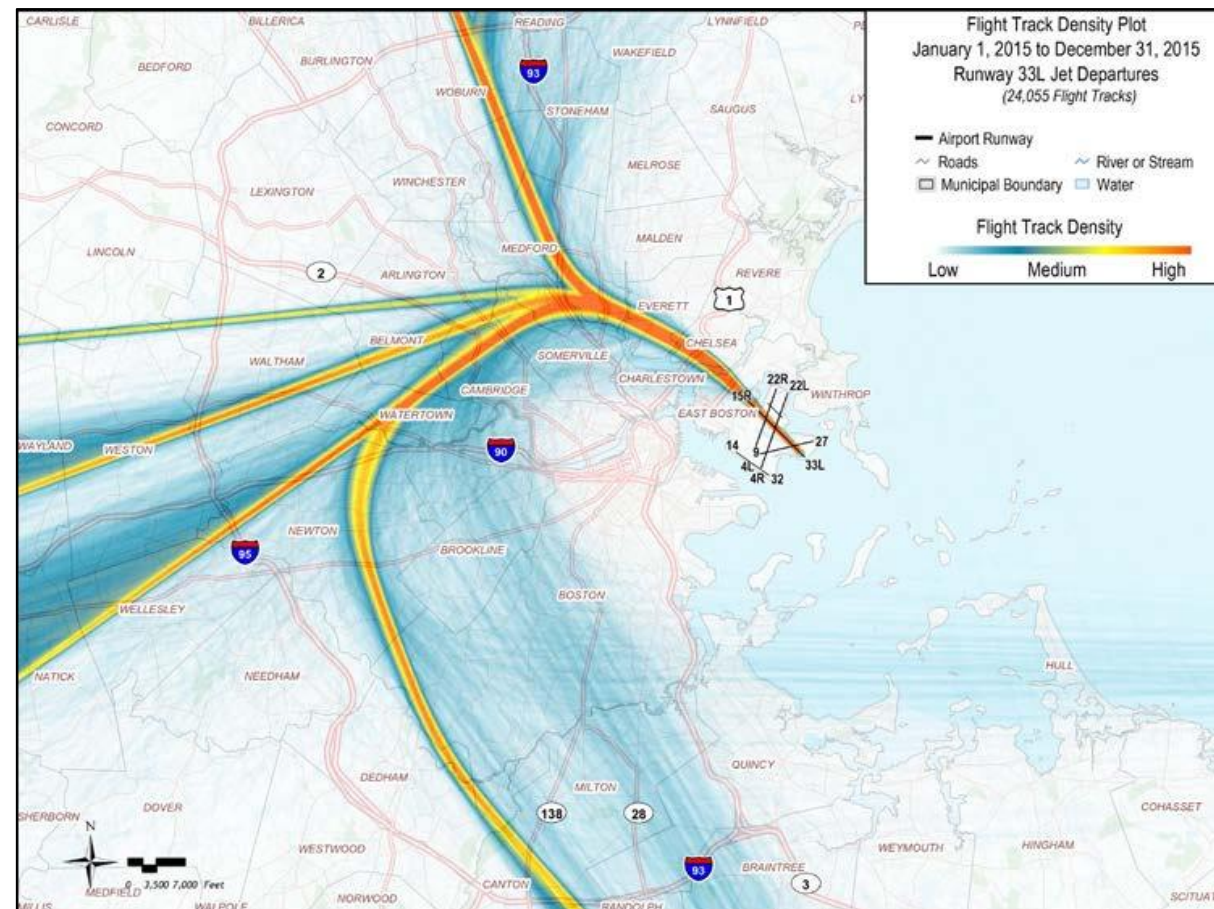 Flight Track Density Plot
January 1, 2015 to December 31, 2015
Runway 33L Jet Departures
(24,055 Flight Tracks)
Airport Runway
Roads
River or Stream
Municipal Boundary
Water
Flight Track Density
Low Medium High
CARLISLE
BILLERICA
READING
LYNNFIELD
BURLINGTON
WAKEFIELD
BEDFORD
93
WOBURN
STONEHAM
SAUGUS
LY
CONCORD
MELROSE
WINCHESTER
LEXINGTON
MEDFORD
MALDEN
LINCOLN
2
ARLINGTON
REVERE
EVERETT
1
BELMONT
CHELSEA
WALTHAM
SOMERVILLE
CHARLESTOWN
CAMBRIDGE
15R
22R
22L
WINTHROP
WATERTOWN
EAST BOSTON
WAYLAND
WESTON
90
14
9
27
4L
33L
4R
32
NEWTON
95
BROOKLINE
BOSTON
WELLESLEY
HULL
NATICK
NEEDHAM
QUINCY
DEDHAM
MILTON
SHERBORN
DOVER
138
28
COHASSET
N
WESTWOOD
WEYMOUTH
HINGHAM
0 3,500 7,000 Feet
93
BRAINTREE
CANTON
3
MEDFIELD
NORWOOD
RANDOLPH
SCITUAT
MILLIS
WALPOLE